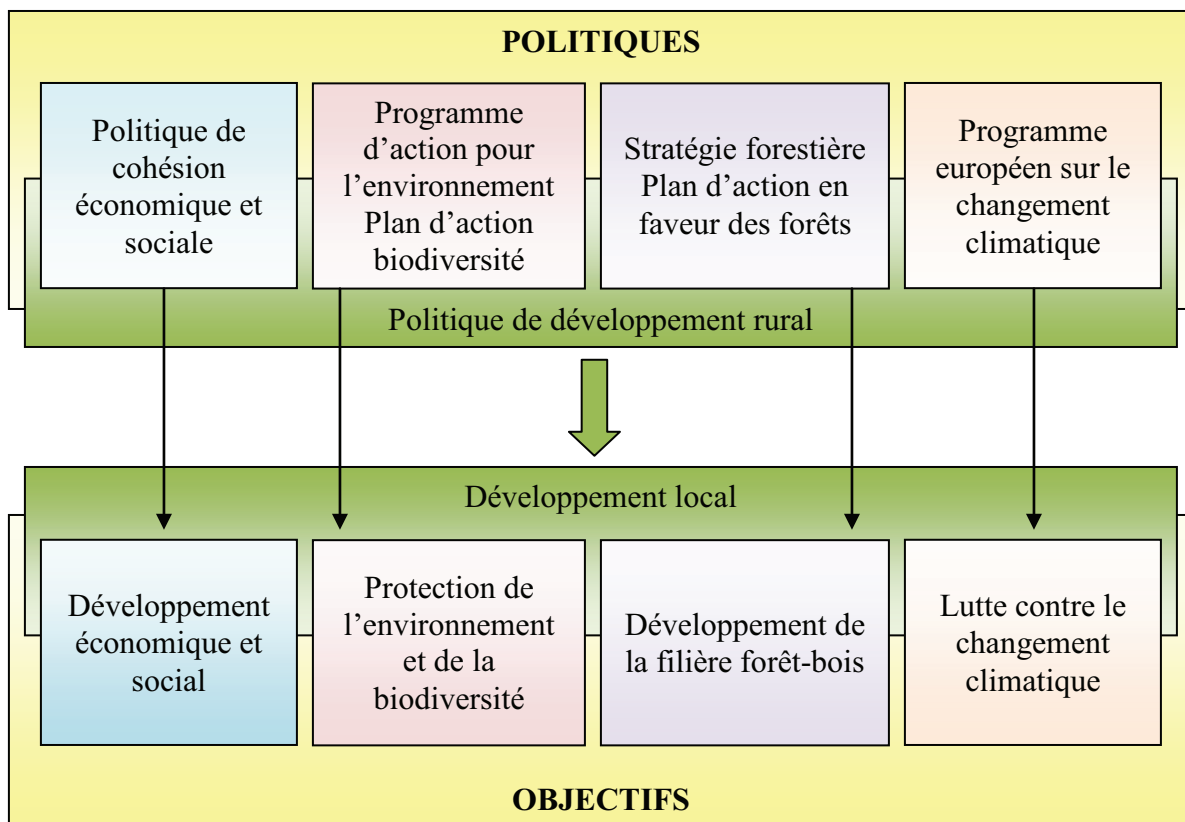 POLITIQUES
Politique de
cohésion
économique et
sociale
Programme
d’action pour
l’environnement
Plan d’action
biodiversité
Stratégie forestière
Plan d’action en
faveur des forêts
Programme
européen sur le
changement
climatique
Politique de développement rural
Développement local
Développement
économique et
social
Protection de
l’environnement
et de la
biodiversité
Développement de
la filière forêt-bois
Lutte contre le
changement
climatique
OBJECTIFS